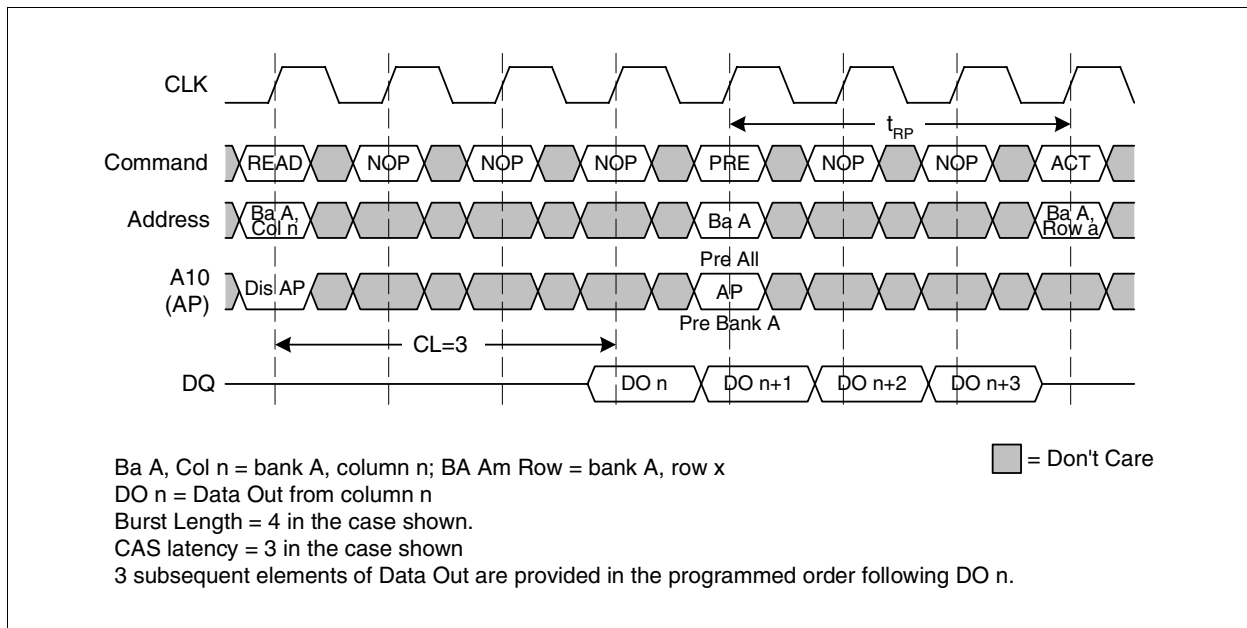 CLK
t_RP
Command READ NOP NOP NOP PRE NOP NOP ACT
Address Ba A, Col n Ba A Ba A, Row a
Pre All
A10 (AP) Dis AP AP
Pre Bank A
CL=3
DQ DO n DO n+1 DO n+2 DO n+3
Ba A, Col n = bank A, column n; BA Am Row = bank A, row x
= Don't Care
DO n = Data Out from column n
Burst Length = 4 in the case shown.
CAS latency = 3 in the case shown
3 subsequent elements of Data Out are provided in the programmed order following DO n.